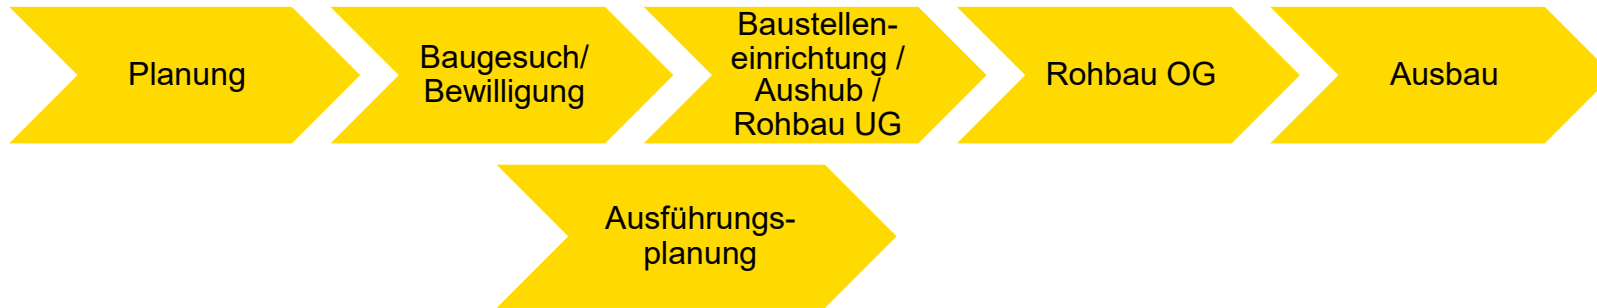 Planung
Baugesuch/
Bewilligung
Baustellen-
einrichtung /
Aushub /
Rohbau UG
Rohbau OG
Ausbau
Ausführungs-
planung